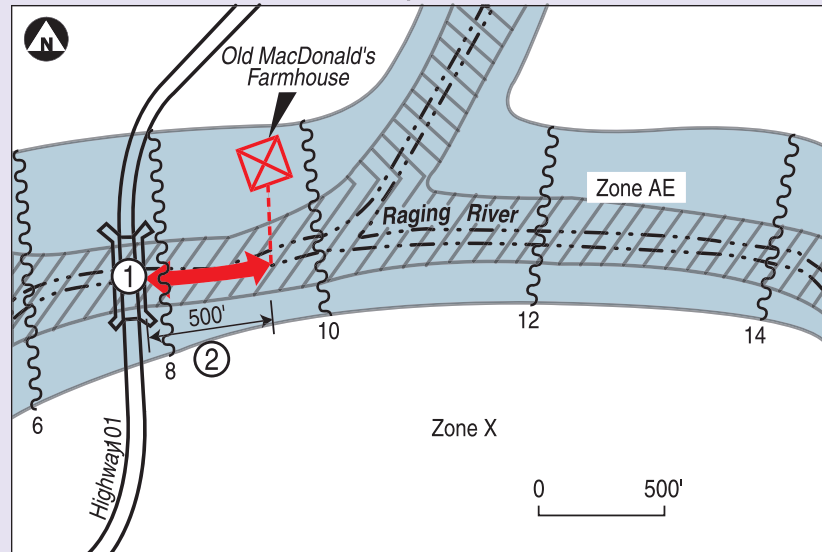 N
Old MacDonald's
Farmhouse
Zone AE
Raging River
1
500'
10
12
14
8
2
6
Zone X
Highway101
0 500'